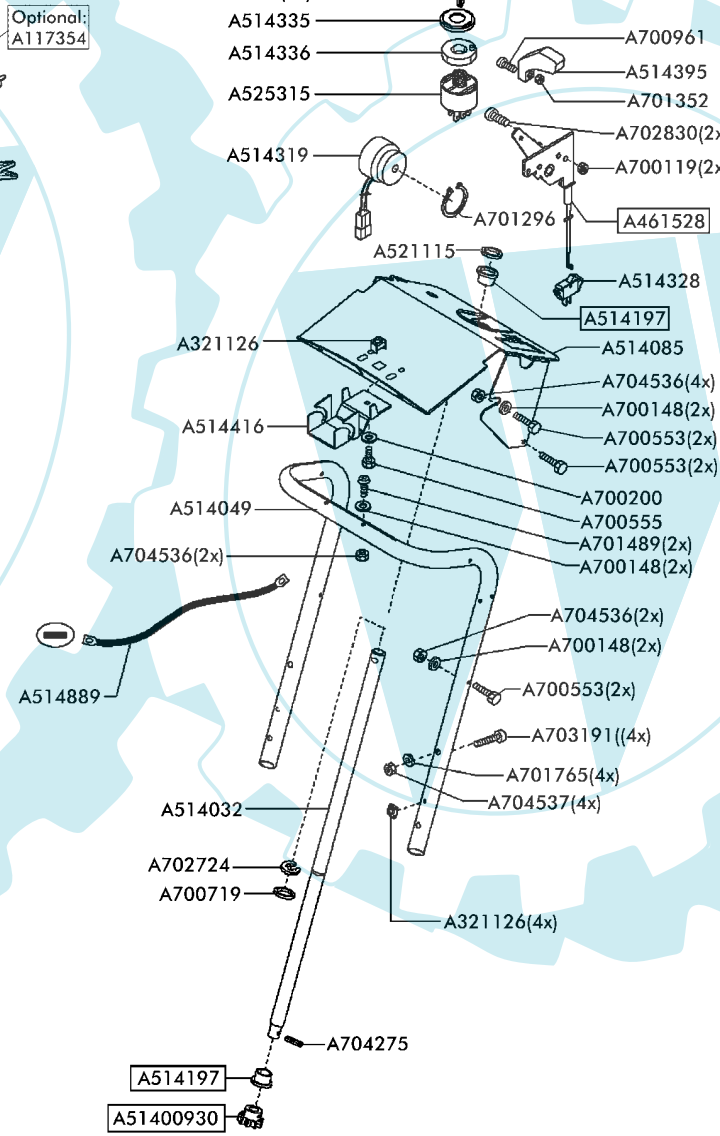 Optional:
A117354
A514335
A514336
A525315
A700961
A514395
A701352
A702830(2x
A514319
A700119(2x
A701296
A461528
A521115
A514328
A514197
A321126
A514085
A704536(4x)
A700148(2x)
A514416
A700553(2x)
A700553(2x)
A700200
A514049
A700555
A701489(2x)
A704536(2x)
A700148(2x)
A704536(2x)
A700148(2x)
A514889
A700553(2x)
A703191((4x)
A701765(4x)
A704537(4x)
A514032
A702724
A700719
A321126(4x)
A704275
A514197
A51400930